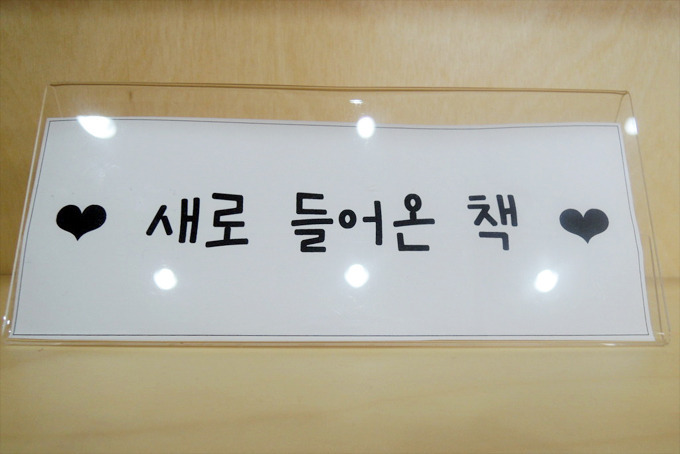 ♥ 새로 들어온 책 ♥